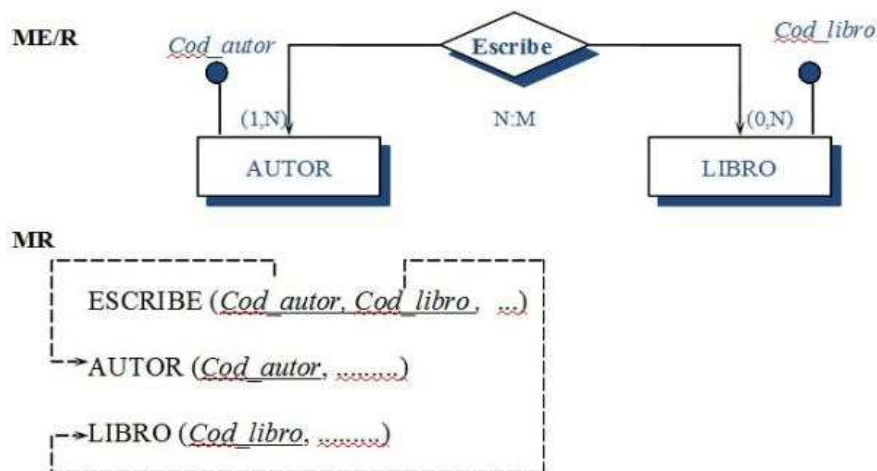 ME/R
Cod_autor
Escribe
Cod_libro
(1,N)
N:M
(0,N)
AUTOR
LIBRO
MR
ESCRIBE (Cod_autor, Cod_libro, ...)
AUTOR (Cod_autor, .........)
LIBRO (Cod_libro, .........)